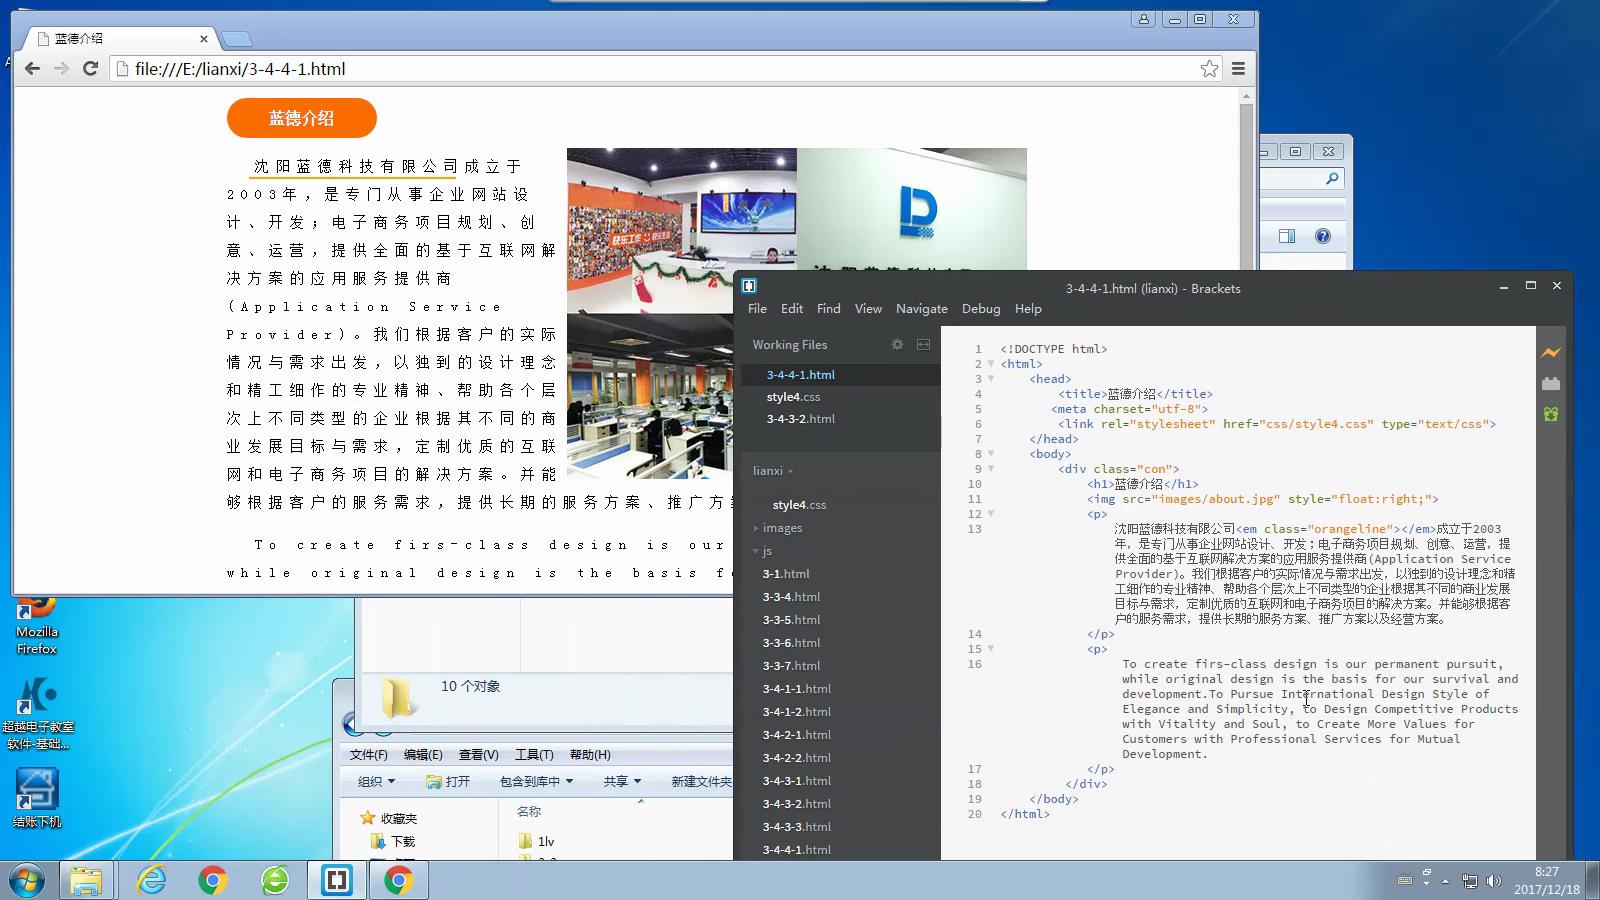 蓝德介绍
file:///E:/lianxi/3-4-4-1.html
蓝德介绍
沈阳蓝德科技有限公司成立于
2003年，是专门从事企业网站设
计、开发；电子商务项目规划、创
意、运营，提供全面的基于互联网解
决方案的应用服务提供商
(Application Service
Provider)。我们根据客户的实际
情况与需求出发，以独到的设计理念
和精工细作的专业精神、帮助各个层
次上不同类型的企业根据其不同的商
业发展目标与需求，定制优质的互联
网和电子商务项目的解决方案。并能
够根据客户的服务需求，提供长期的服务方案、推广方
To create firs-class design is our
while original design is the basis fo
快乐工作 快乐生活
3-4-4-1.html (lianxi) - Brackets
File Edit Find View Navigate Debug Help
Working Files
3-4-4-1.html
style4.css
3-4-3-2.html
lianxi
style4.css
images
js
3-1.html
3-3-4.html
3-3-5.html
3-3-6.html
3-3-7.html
3-4-1-1.html
3-4-1-2.html
3-4-2-1.html
3-4-2-2.html
3-4-3-1.html
3-4-3-2.html
3-4-3-3.html
3-4-4-1.html
1 <!DOCTYPE html>
2 <html>
3 <head>
4 <title>蓝德介绍</title>
5 <meta charset="utf-8">
6 <link rel="stylesheet" href="css/style4.css" type="text/css">
7 </head>
8 <body>
9 <div class="con">
10 <h1>蓝德介绍</h1>
11 <img src="images/about.jpg" style="float:right;">
12 <p>
13 沈阳蓝德科技有限公司<em class="orangeline"></em>成立于2003
年，是专门从事企业网站设计、开发；电子商务项目规划、创意、运营，提
供全面的基于互联网解决方案的应用服务提供商(Application Service
Provider)。我们根据客户的实际情况与需求出发，以独到的设计理念和精
工细作的专业精神、帮助各个层次上不同类型的企业根据其不同的商业发展
目标与需求，定制优质的互联网和电子商务项目的解决方案。并能够根据客
户的服务需求，提供长期的服务方案、推广方案以及经营方案。
14 </p>
15 <p>
16 To create firs-class design is our permanent pursuit,
while original design is the basis for our survival and
development.To Pursue International Design Style of
Elegance and Simplicity, to Design Competitive Products
with Vitality and Soul, to Create More Values for
Customers with Professional Services for Mutual
Development.
17 </p>
18 </div>
19 </body>
20 </html>
Mozilla
Firefox
超越电子教室
软件-基础...
结账下机
10 个对象
文件(F) 编辑(E) 查看(V) 工具(T) 帮助(H)
组织 打开 包含到库中 共享 新建文件夹
收藏夹
下载
名称
1lv
8:27
2017/12/18